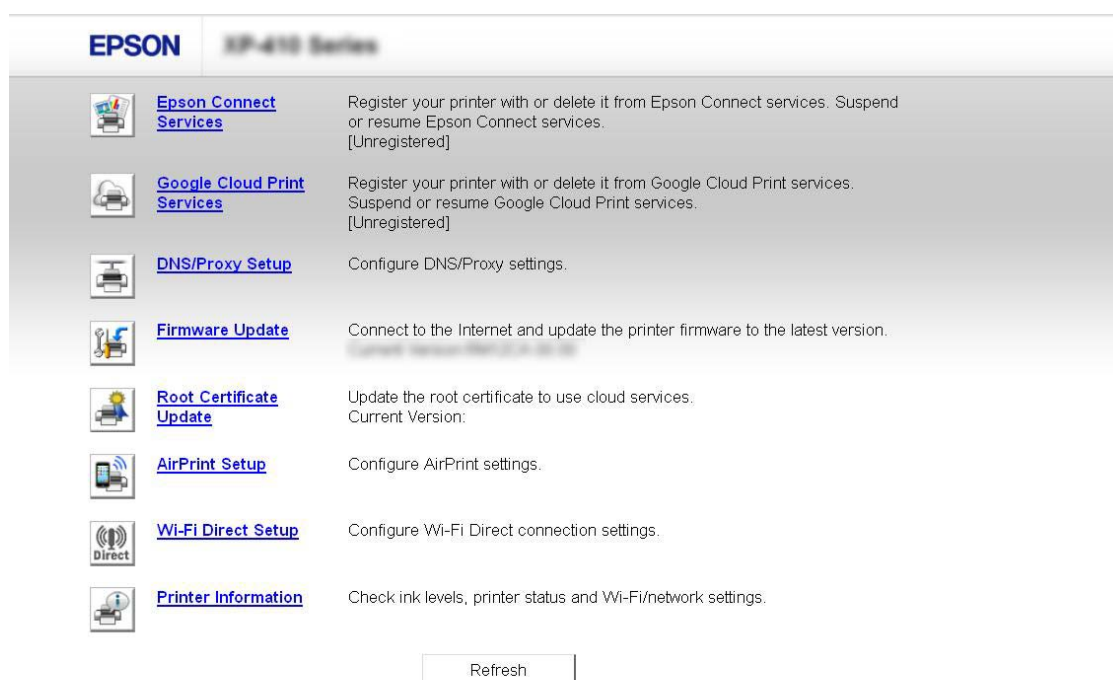 EPSON
XP-410 Series
Epson Connect
Services
Register your printer with or delete it from Epson Connect services. Suspend
or resume Epson Connect services.
[Unregistered]
Google Cloud Print
Services
Register your printer with or delete it from Google Cloud Print services.
Suspend or resume Google Cloud Print services.
[Unregistered]
DNS/Proxy Setup
Configure DNS/Proxy settings.
Firmware Update
Connect to the Internet and update the printer firmware to the latest version.
Root Certificate
Update
Update the root certificate to use cloud services.
Current Version:
AirPrint Setup
Configure AirPrint settings.
Direct
Wi-Fi Direct Setup
Configure Wi-Fi Direct connection settings.
Printer Information
Check ink levels, printer status and Wi-Fi/network settings.
Refresh